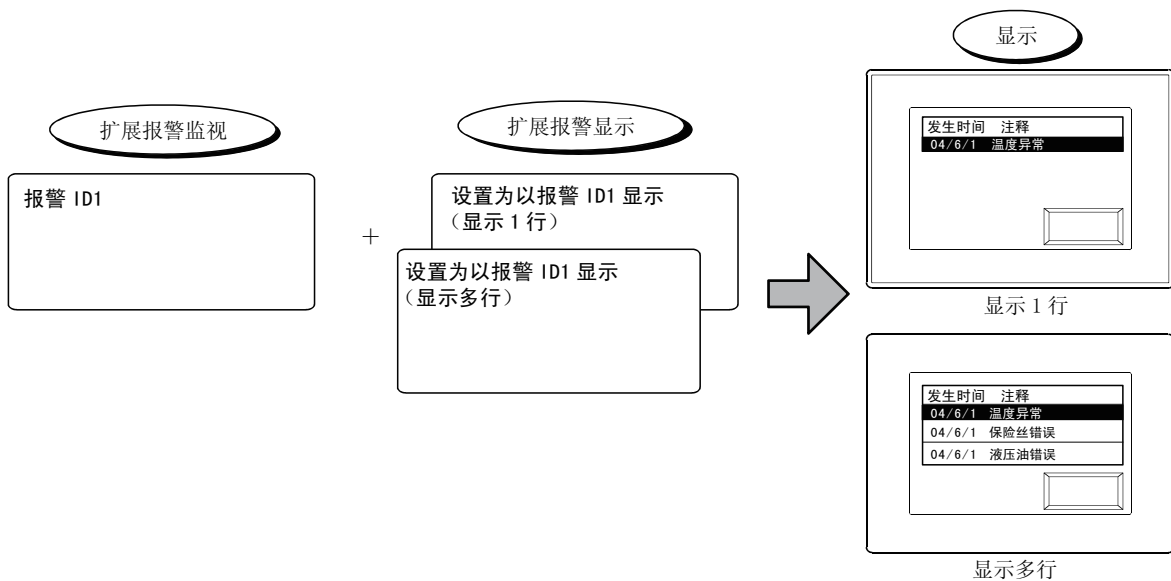 扩展报警监视
报警 ID1
+
扩展报警显示
设置为以报警 ID1 显示
（显示 1 行）
设置为以报警 ID1 显示
（显示多行）
显示
发生时间 注释
04/6/1 温度异常
显示 1 行
发生时间 注释
04/6/1 温度异常
04/6/1 保险丝错误
04/6/1 液压油错误
显示多行